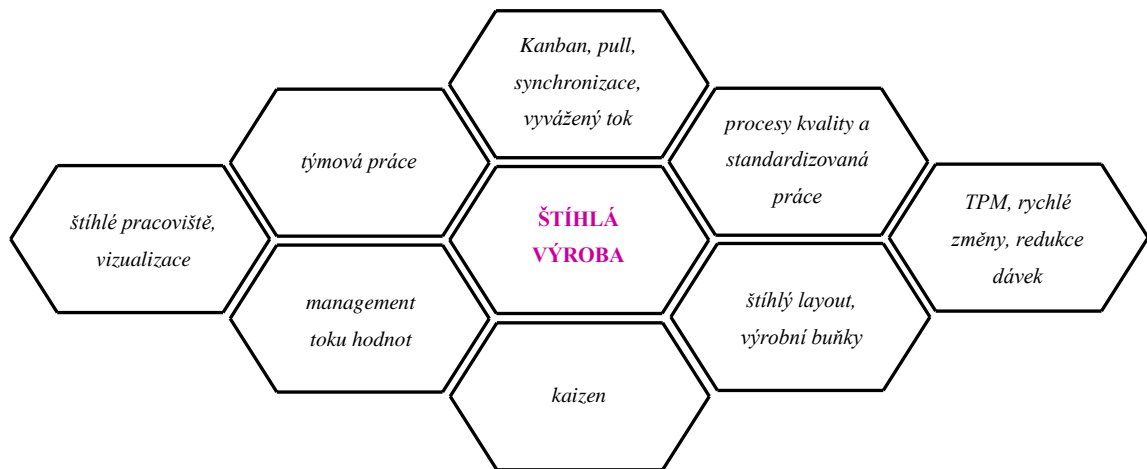 Kanban, pull,
synchronizace,
vyvážený tok
týmová práce
procesy kvality a
standardizovaná
práce
štíhlé pracoviště,
vizualizace
ŠTÍHLÁ
VÝROBA
TPM, rychlé
změny, redukce
dávek
management
toku hodnot
štíhlý layout,
výrobní buňky
kaizen